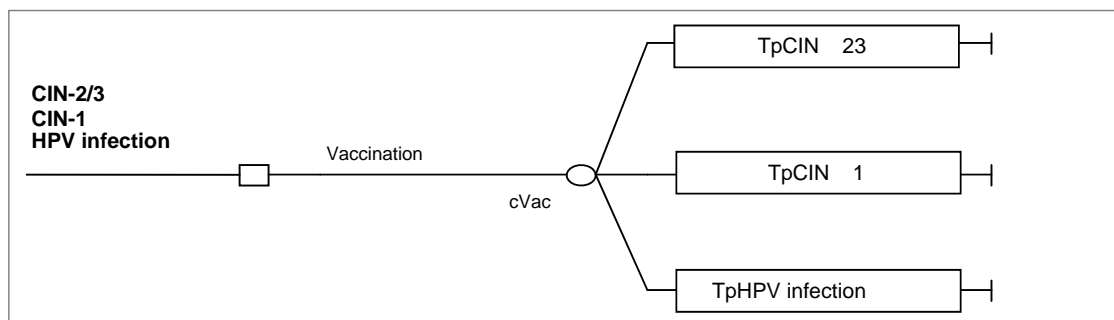 TpCIN 23
CIN-2/3
CIN-1
HPV infection
Vaccination
TpCIN 1
cVac
TpHPV infection